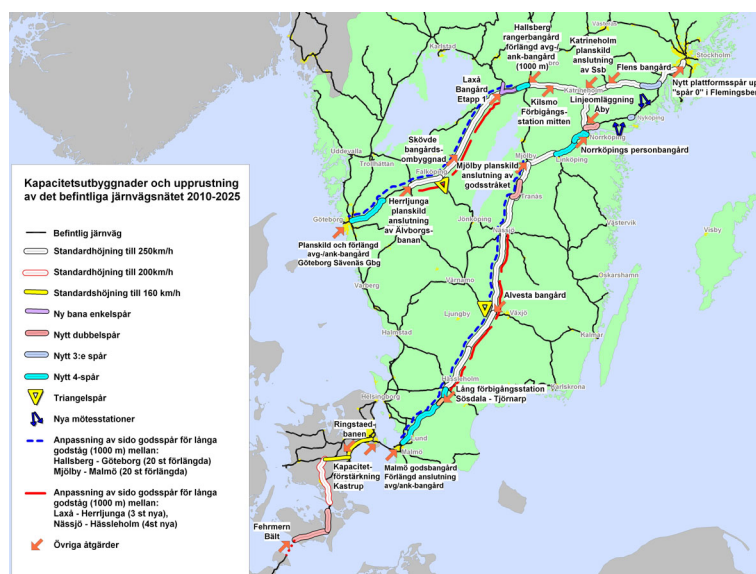 Kapacitetsutbyggnader och upprustning
av det befintliga järnvägsnätet 2010-2025
Befintlig järnväg
Standardhöjning till 250km/h
Standardhöjning till 200km/h
Standardshöjning till 160 km/h
Ny bana enkelspår
Nytt dubbelspår
Nytt 3:e spår
Nytt 4-spår
Triangelspår
Nya mötesstationer
Anpassning av sido godsspår för långa
godståg (1000 m) mellan:
Hallsberg - Göteborg (20 st förlängda)
Mjölby - Malmö (20 st förlängda)
Anpassning av sido godsspår för långa
godståg (1000 m) mellan:
Laxå - Herrljunga (3 st nya),
Nässjö - Hässleholm (4st nya)
Övriga åtgärder
Hallsberg
rangerbangård
förlängd avg-/
ank-bangård
(1000 m)
Katrineholm
planskild
anslutning
av Ssb
Flens bangård
Västerås
Stockholm
Karlstad
Laxå
Bangård
Etapp 1
Kilsmo
Förbigångs-
station mitten
Katrineholm
Linjeomläggning
Åby
Nytt plattformsspår up
"spår 0" i Flemingsber
Nyköping
Norrköping
Norrköpings personbangård
Linköping
Skövde
bangårds-
ombyggnad
Mjölby planskild
anslutning av
godsstråket
Mjölby
Tranås
Uddevalla
Trollhättan
Falköping
Herrljunga
planskild
anslutning
av Älvborgs-
banan
Göteborg
Planskild och förlängd
avg-/ank-bangård
Göteborg Sävenäs Gbg
Jönköping
Nässjö
Västervik
Visby
Oskarshamn
Varberg
Värnamo
Ljungby
Alvesta bangård
Växjö
Kalmar
Halmstad
Hässleholm
Karlskrona
Lång förbigångsstation
Sösdala - Tjörnarp
Helsingborg
Lund
Malmö
Ringstaed-
banen
Kapacitet-
förstärkning
Kastrup
Malmö godsbangård
Förlängd anslutning
avg/ank-bangård
Fehrmern
Bält